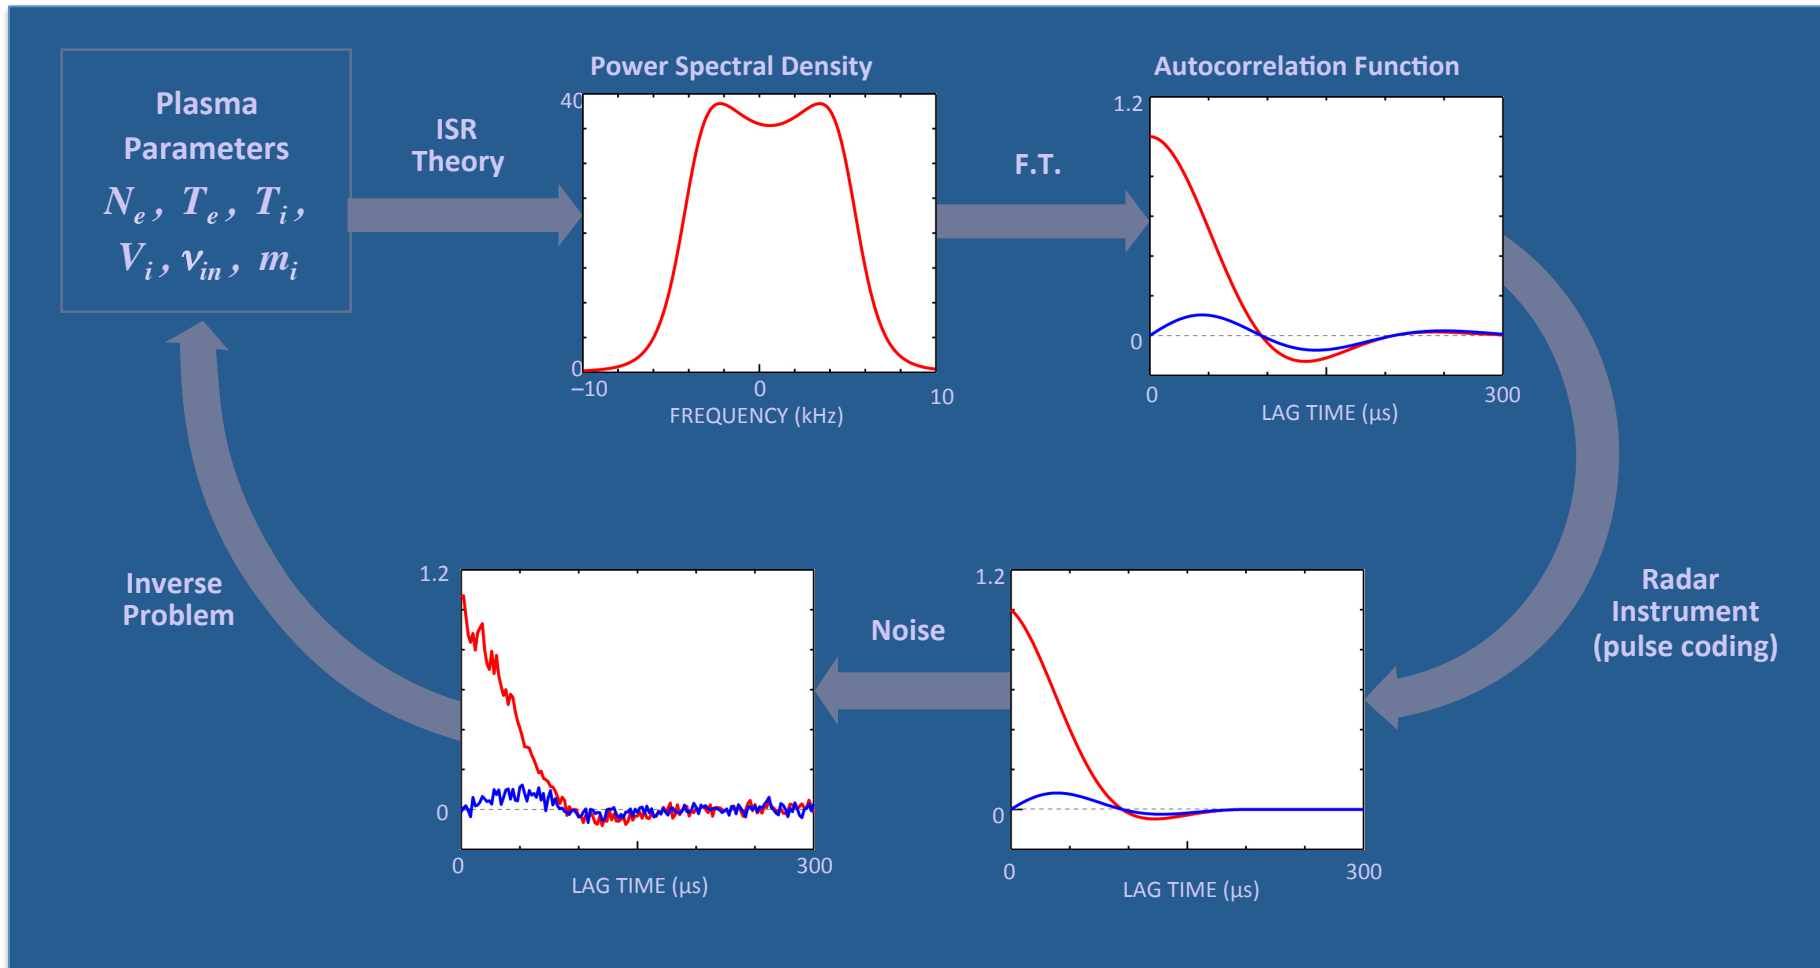 Plasma
Parameters
Nₑ, Tₑ, Tᵢ,
Vᵢ, νᵢₙ, mᵢ
ISR
Theory
Power Spectral Density
40
0
–10
0
10
FREQUENCY (kHz)
F.T.
Autocorrelation Function
1.2
0
0
300
LAG TIME (μs)
Radar
Instrument
(pulse coding)
1.2
0
0
300
LAG TIME (μs)
Noise
1.2
0
0
300
LAG TIME (μs)
Inverse
Problem